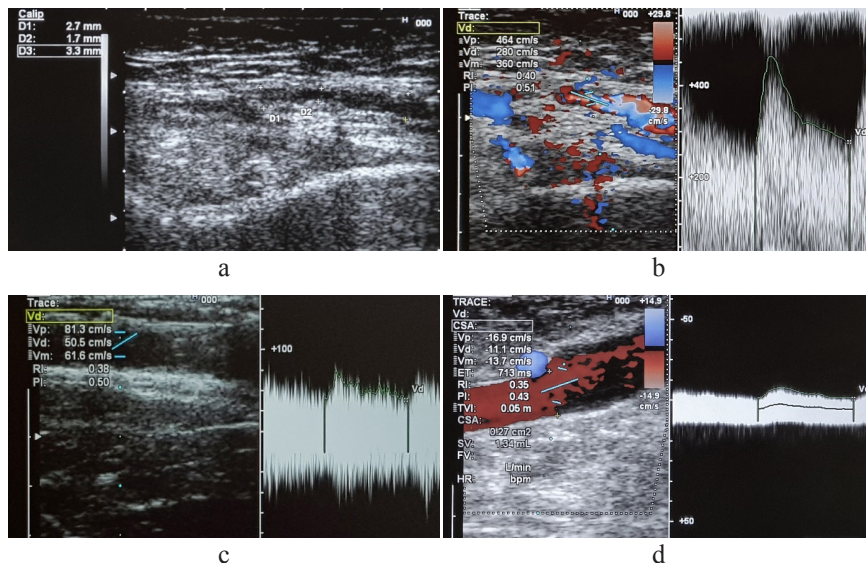 Calip
D1: 2.7 mm
D2: 1.7 mm
D3: 3.3 mm
H 000
D1
D2
a
Trace:
Vd:
Vp: 464 cm/s
Vd: 280 cm/s
Vm: 360 cm/s
RI: 0.40
PI: 0.51
H 000
+29.8
-29.8
cm/s
+400
+200
Vd
b
Trace:
Vd:
Vp: 81.3 cm/s
Vd: 50.5 cm/s
Vm: 61.6 cm/s
RI: 0.38
PI: 0.50
H 000
+100
Vd
c
TRACE:
Vd:
CSA:
Vp: -16.9 cm/s
Vd: -11.1 cm/s
Vm: -13.7 cm/s
ET: 713 ms
RI: 0.35
PI: 0.43
TVI: 0.05 m
CSA:
0.27 cm2
SV: 1.34 mL
FV:
L/min
HR: bpm
H 000
+14.9
-14.9
cm/s
-50
+50
d